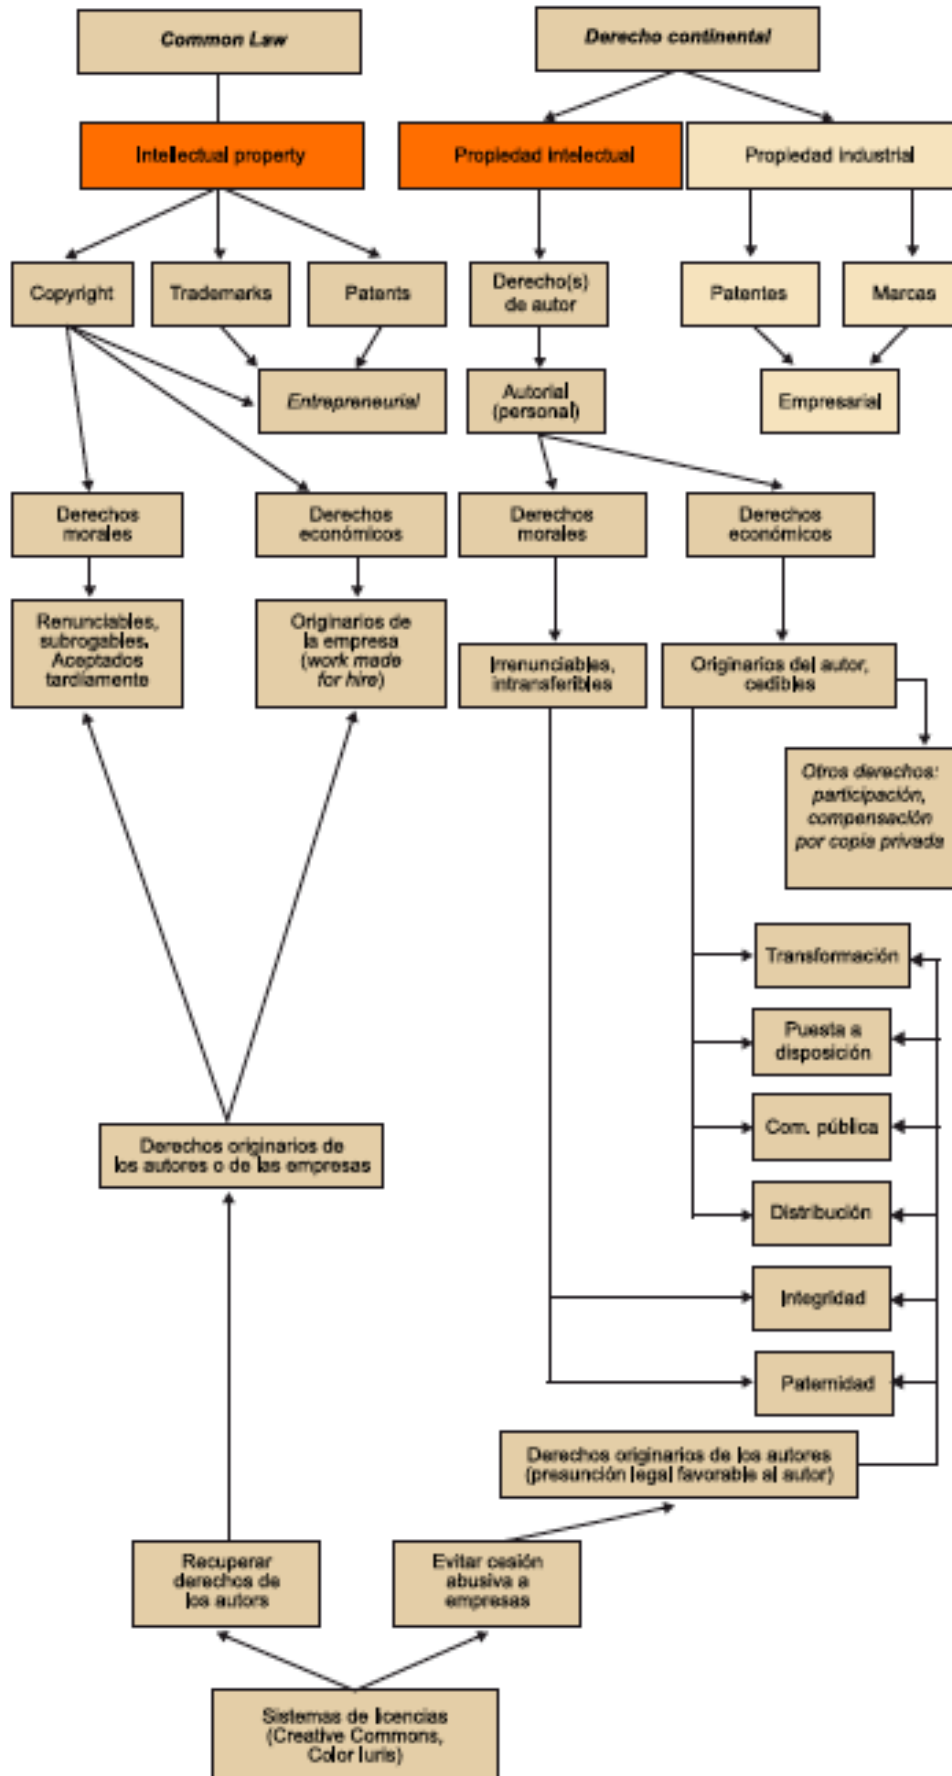 Common Law
Derecho continental
Intellectual property
Propiedad intelectual
Propiedad industrial
Copyright
Trademarks
Patents
Derecho(s)
de autor
Patentes
Marcas
Entrepreneurial
Autorial
(personal)
Empresarial
Derechos
morales
Derechos
económicos
Derechos
morales
Derechos
económicos
Renunciables,
subrogables.
Aceptados
tardíamente
Originarios de
la empresa
(work made
for hire)
Irrenunciables,
intransferibles
Originarios del autor,
cedibles
Otros derechos:
participación,
compensación
por copia privada
Transformación
Puesta a
disposición
Com. pública
Derechos originarios de
los autores o de las empresas
Distribución
Integridad
Paternidad
Derechos originarios de los autores
(presunción legal favorable al autor)
Recuperar
derechos de
los autors
Evitar cesión
abusiva a
empresas
Sistemas de licencias
(Creative Commons,
Color Iuris)